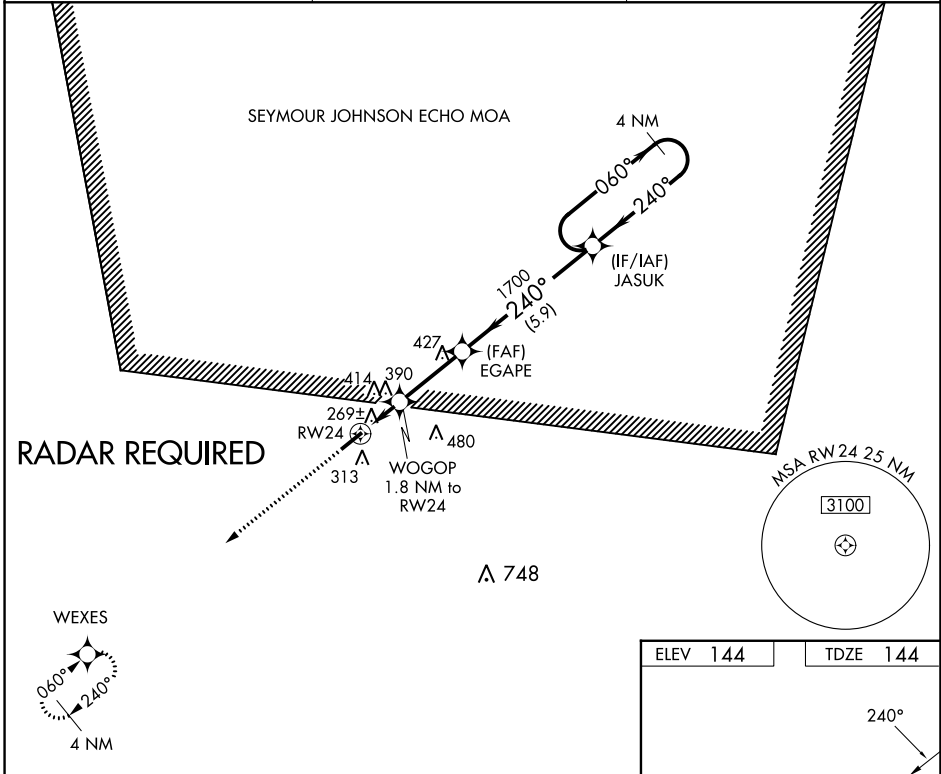 SEYMOUR JOHNSON ECHO MOA
4 NM
060°
240°
(IF/IAF)
JASUK
1700
240°
(5.9)
427
(FAF)
EGAPE
414
390
269±
RW24
480
313
WOGOP
1.8 NM to
RW24
RADAR REQUIRED
MSA RW24 25 NM
3100
748
WEXES
060°
240°
4 NM
ELEV 144
TDZE 144
240°